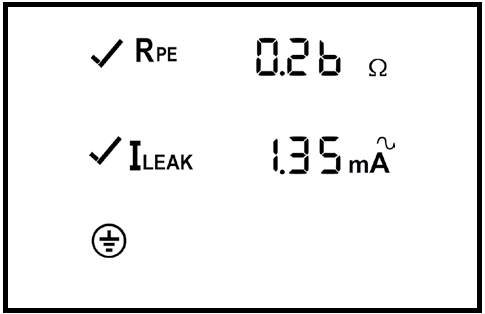 ✓ RPE 0.26 Ω
✓ ILEAK 1.35 mA